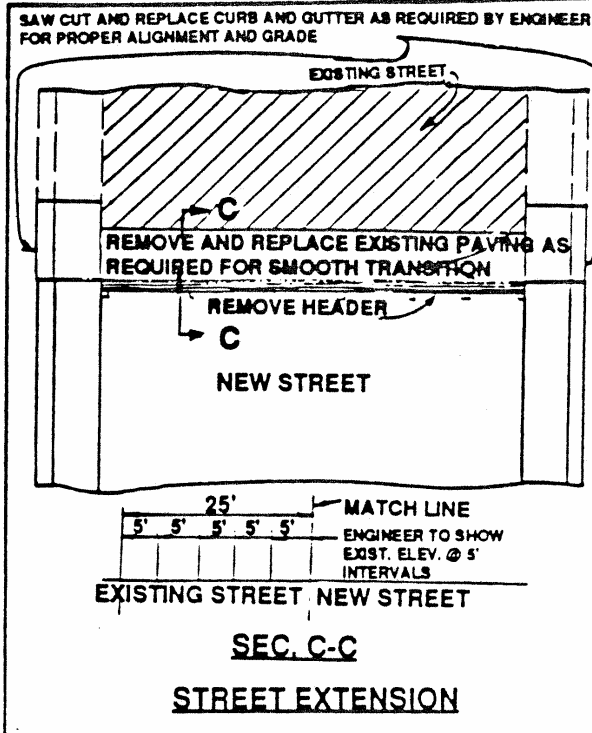 SAW CUT AND REPLACE CURB AND GUTTER AS REQUIRED BY ENGINEER
FOR PROPER ALIGNMENT AND GRADE
EXISTING STREET
C
REMOVE AND REPLACE EXISTING PAVING AS
REQUIRED FOR SMOOTH TRANSITION
REMOVE HEADER
C
NEW STREET
25'
MATCH LINE
5' 5' 5' 5' 5'
ENGINEER TO SHOW
EXIST. ELEV. @ 5'
INTERVALS
EXISTING STREET NEW STREET
SEC. C-C
STREET EXTENSION